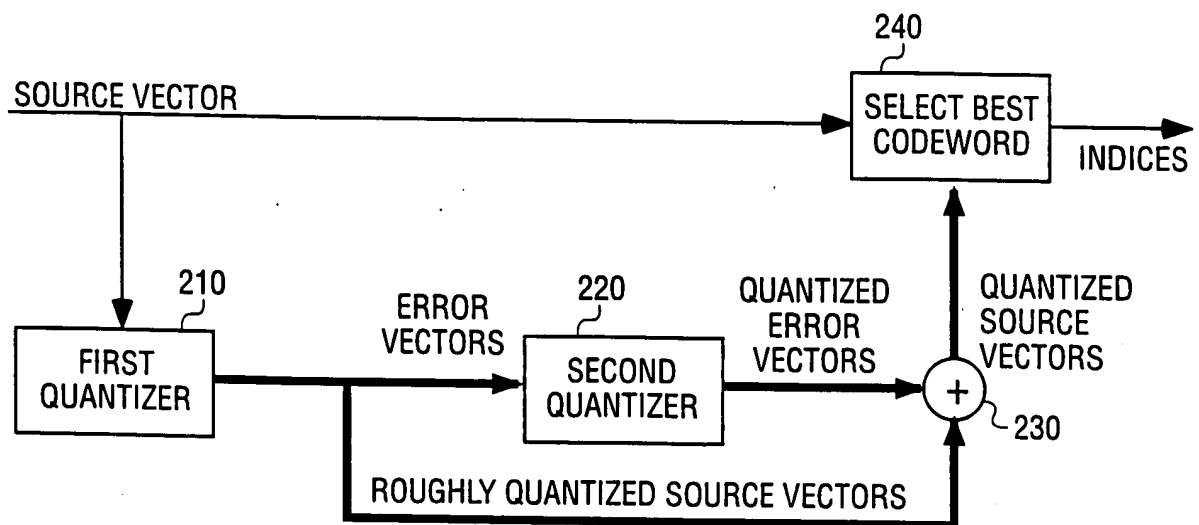 240
SOURCE VECTOR
SELECT BEST
CODEWORD
INDICES
210
FIRST
QUANTIZER
ERROR
VECTORS
220
SECOND
QUANTIZER
QUANTIZED
ERROR
VECTORS
QUANTIZED
SOURCE
VECTORS
+
230
ROUGHLY QUANTIZED SOURCE VECTORS